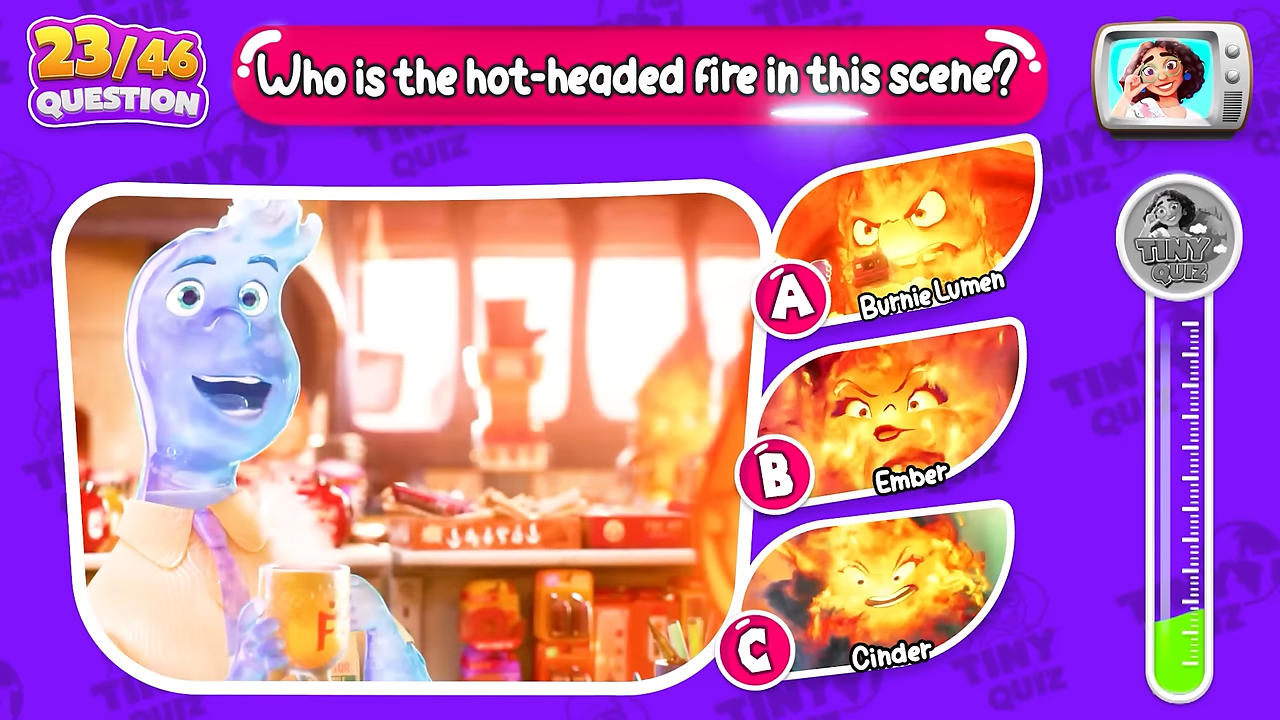 23/46
QUESTION
Who is the hot-headed fire in this scene?
A
Burnie Lumen
B
Ember
C
Cinder
TINY
QUIZ
F